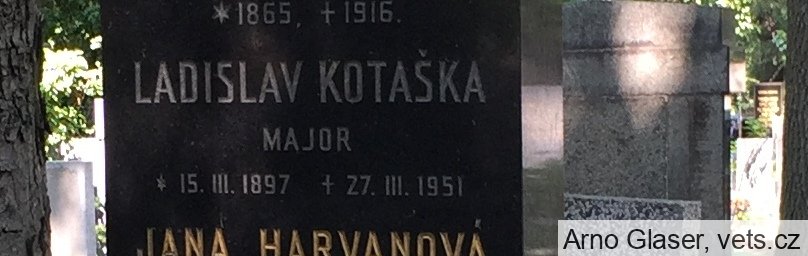 * 1865, + 1916.
LADISLAV KOTAŠKA
MAJOR
* 15. III. 1897 + 27. III. 1951
JANA HARVANOVÁ
Arno Glaser, vets.cz